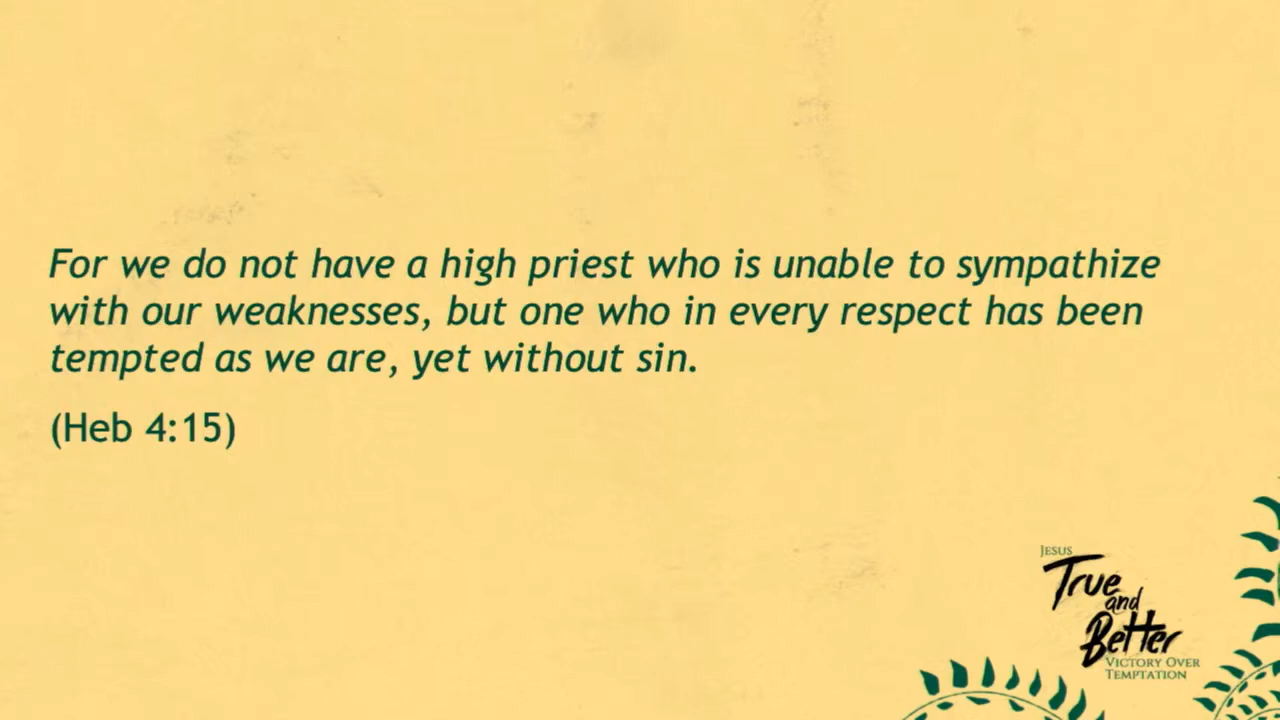 For we do not have a high priest who is unable to sympathize
with our weaknesses, but one who in every respect has been
tempted as we are, yet without sin.
(Heb 4:15)
Jesus
True
and
Better
Victory Over
Temptation